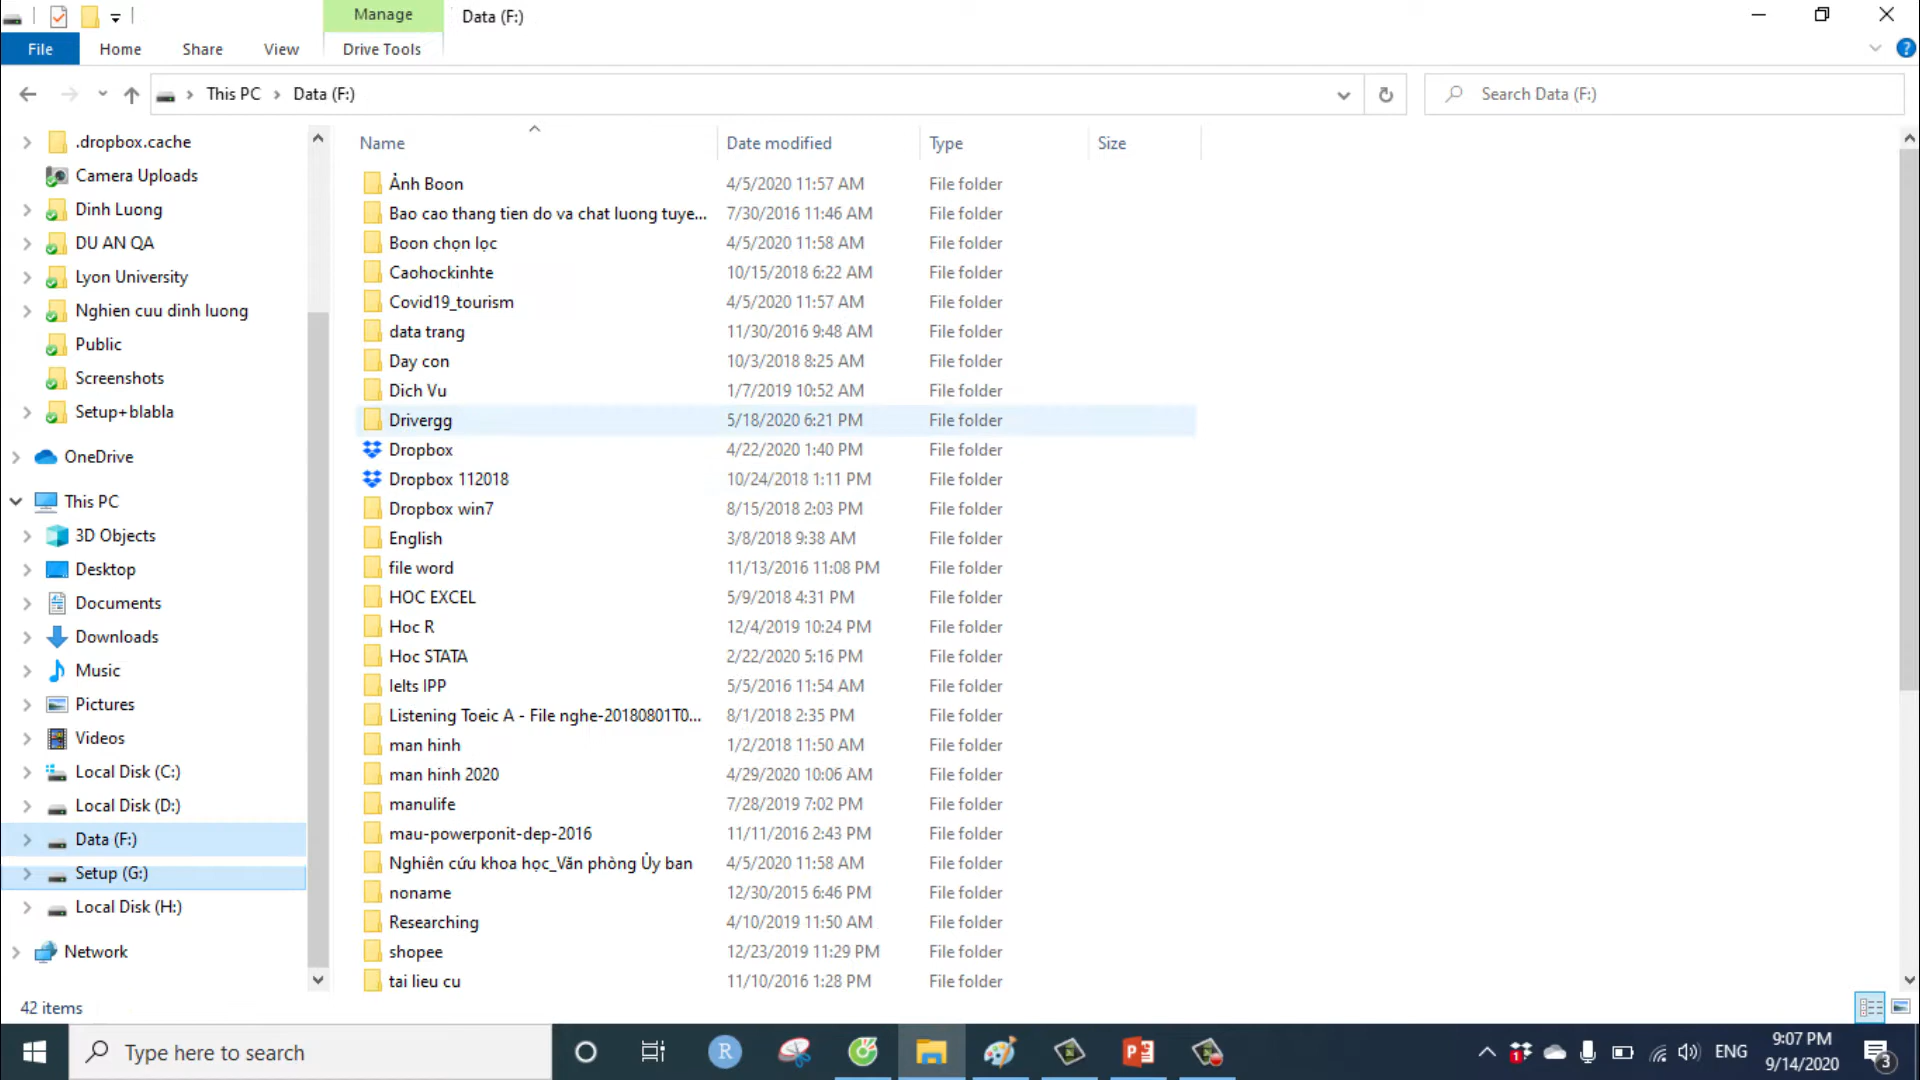 Manage
Data (F:)
File
Home
Share
View
Drive Tools
This PC
Data (F:)
Search Data (F:)
.dropbox.cache
Camera Uploads
Dinh Luong
DU AN QA
Lyon University
Nghien cuu dinh luong
Public
Screenshots
Setup+blabla
OneDrive
This PC
3D Objects
Desktop
Documents
Downloads
Music
Pictures
Videos
Local Disk (C:)
Local Disk (D:)
Data (F:)
Setup (G:)
Local Disk (H:)
Network
Name Date modified Type Size
Ảnh Boon 4/5/2020 11:57 AM File folder
Bao cao thang tien do va chat luong tuye... 7/30/2016 11:46 AM File folder
Boon chọn lọc 4/5/2020 11:58 AM File folder
Caohockinhte 10/15/2018 6:22 AM File folder
Covid19_tourism 4/5/2020 11:57 AM File folder
data trang 11/30/2016 9:48 AM File folder
Day con 10/3/2018 8:25 AM File folder
Dich Vu 1/7/2019 10:52 AM File folder
Drivergg 5/18/2020 6:21 PM File folder
Dropbox 4/22/2020 1:40 PM File folder
Dropbox 112018 10/24/2018 1:11 PM File folder
Dropbox win7 8/15/2018 2:03 PM File folder
English 3/8/2018 9:38 AM File folder
file word 11/13/2016 11:08 PM File folder
HOC EXCEL 5/9/2018 4:31 PM File folder
Hoc R 12/4/2019 10:24 PM File folder
Hoc STATA 2/22/2020 5:16 PM File folder
Ielts IPP 5/5/2016 11:54 AM File folder
Listening Toeic A - File nghe-20180801T0... 8/1/2018 2:35 PM File folder
man hinh 1/2/2018 11:50 AM File folder
man hinh 2020 4/29/2020 10:06 AM File folder
manulife 7/28/2019 7:02 PM File folder
mau-powerponit-dep-2016 11/11/2016 2:43 PM File folder
Nghiên cứu khoa học_Văn phòng Ủy ban 4/5/2020 11:58 AM File folder
noname 12/30/2015 6:46 PM File folder
Researching 4/10/2019 11:50 AM File folder
shopee 12/23/2019 11:29 PM File folder
tai lieu cu 11/10/2016 1:28 PM File folder
42 items
Type here to search
R
1
ENG
9:07 PM
9/14/2020
3